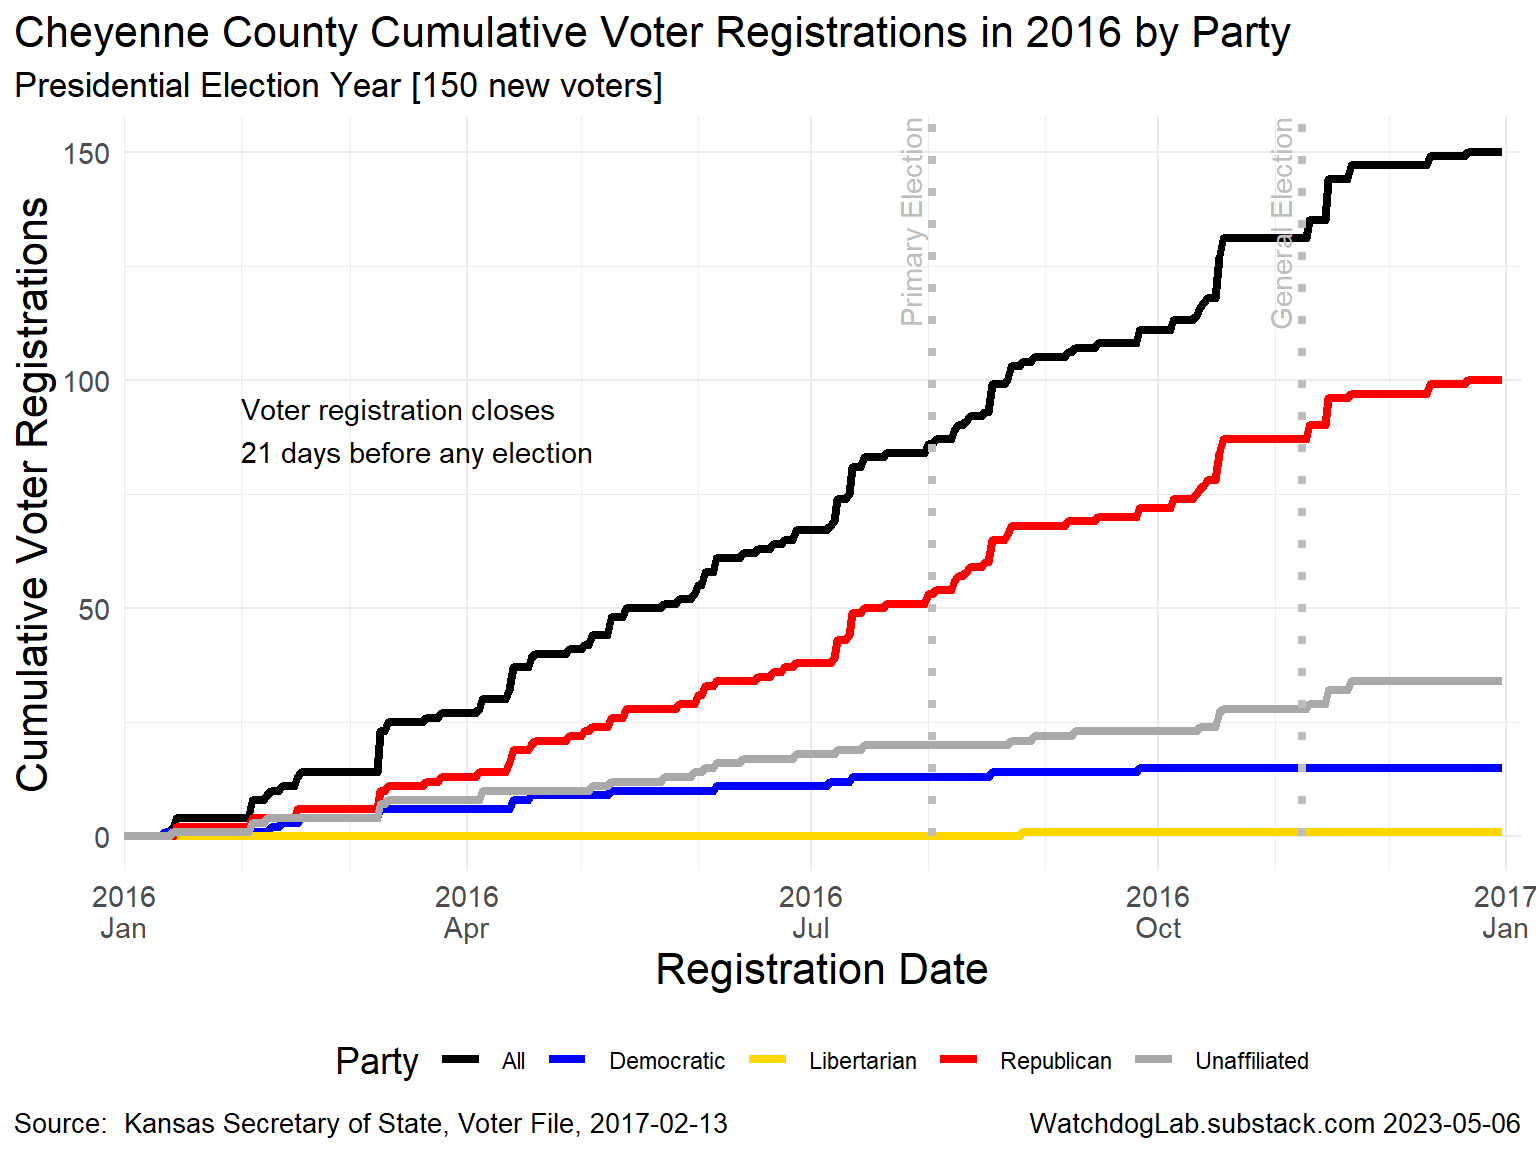 Cheyenne County Cumulative Voter Registrations in 2016 by Party
Presidential Election Year [150 new voters]
Cumulative Voter Registrations
150
100
50
0
Voter registration closes
21 days before any election
Primary Election
General Election
2016 2016 2016 2016 2017
Jan Apr Jul Oct Jan
Registration Date
Party All Democratic Libertarian Republican Unaffiliated
Source:  Kansas Secretary of State, Voter File, 2017-02-13
WatchdogLab.substack.com 2023-05-06